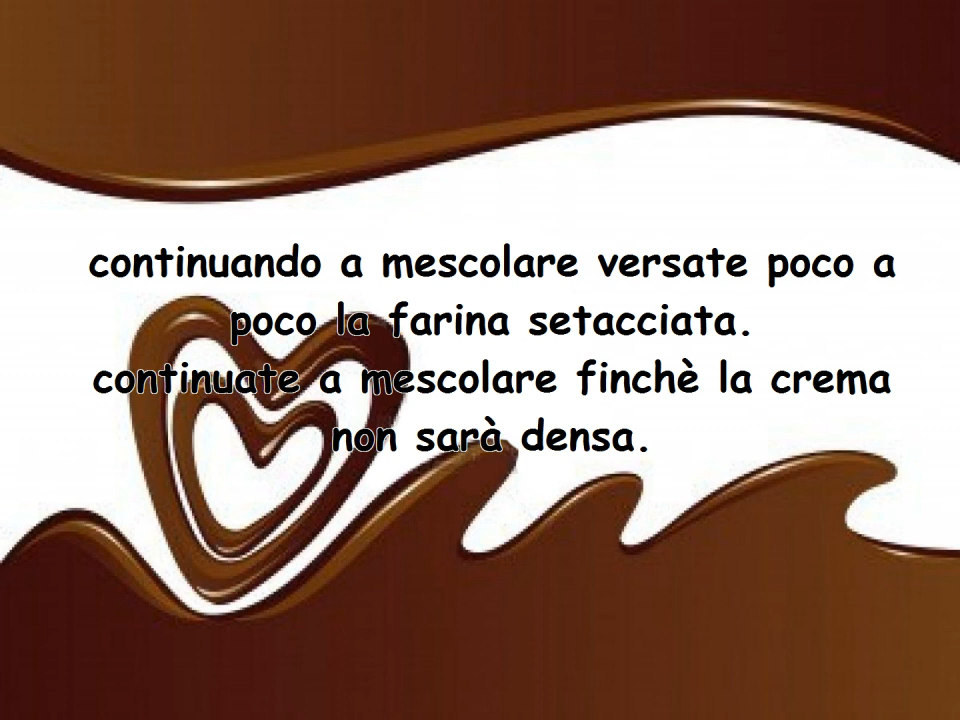 continuando a mescolare versate poco a
poco la farina setacciata.
continuate a mescolare finchè la crema
non sarà densa.